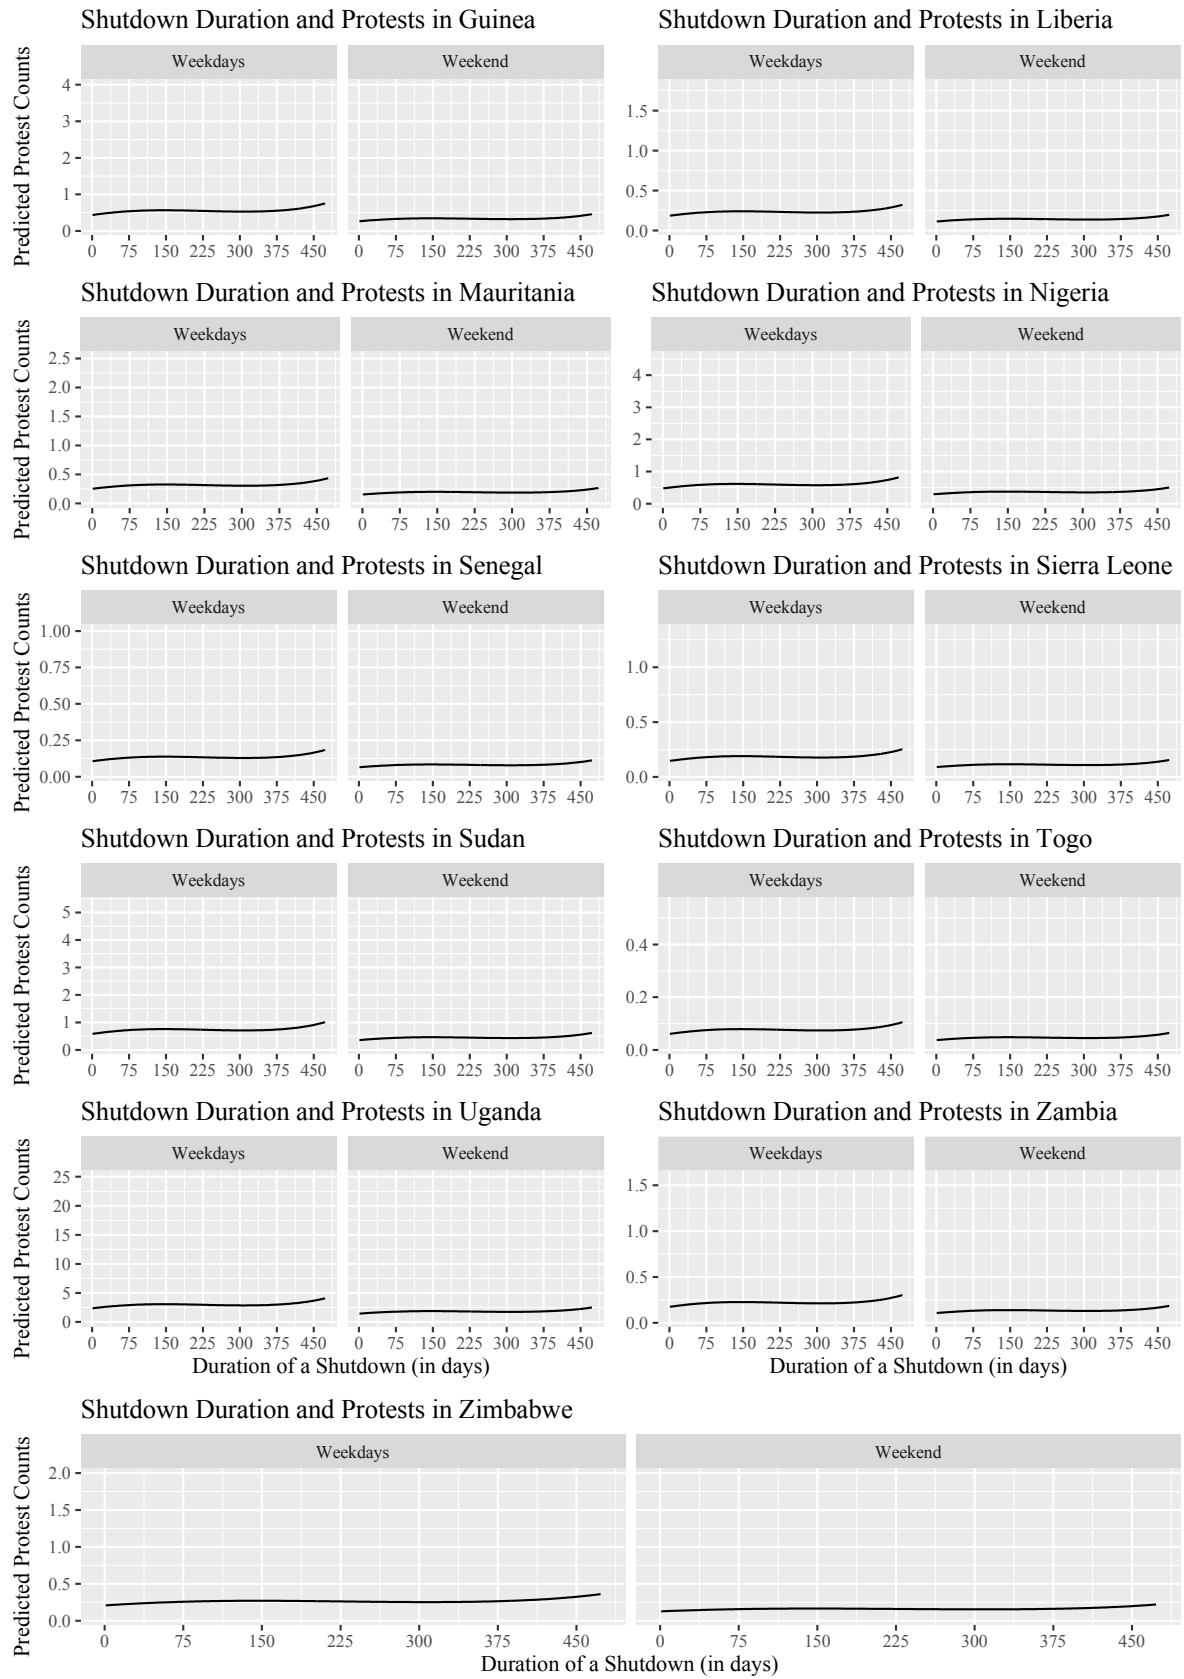 Shutdown Duration and Protests in Guinea
Shutdown Duration and Protests in Liberia
Predicted Protest Counts
Weekdays
Weekend
Weekdays
Weekend
4
3
2
1
0
1.5
1.0
0.5
0.0
0 75 150 225 300 375 450
0 75 150 225 300 375 450
0 75 150 225 300 375 450
0 75 150 225 300 375 450
Shutdown Duration and Protests in Mauritania
Shutdown Duration and Protests in Nigeria
Predicted Protest Counts
Weekdays
Weekend
Weekdays
Weekend
2.5
2.0
1.5
1.0
0.5
0.0
4
3
2
1
0
0 75 150 225 300 375 450
0 75 150 225 300 375 450
0 75 150 225 300 375 450
0 75 150 225 300 375 450
Shutdown Duration and Protests in Senegal
Shutdown Duration and Protests in Sierra Leone
Predicted Protest Counts
Weekdays
Weekend
Weekdays
Weekend
1.00
0.75
0.50
0.25
0.00
1.0
0.5
0.0
0 75 150 225 300 375 450
0 75 150 225 300 375 450
0 75 150 225 300 375 450
0 75 150 225 300 375 450
Shutdown Duration and Protests in Sudan
Shutdown Duration and Protests in Togo
Predicted Protest Counts
Weekdays
Weekend
Weekdays
Weekend
5
4
3
2
1
0
0.4
0.2
0.0
0 75 150 225 300 375 450
0 75 150 225 300 375 450
0 75 150 225 300 375 450
0 75 150 225 300 375 450
Shutdown Duration and Protests in Uganda
Shutdown Duration and Protests in Zambia
Predicted Protest Counts
Weekdays
Weekend
Weekdays
Weekend
25
20
15
10
5
0
1.5
1.0
0.5
0.0
0 75 150 225 300 375 450
0 75 150 225 300 375 450
0 75 150 225 300 375 450
0 75 150 225 300 375 450
Duration of a Shutdown (in days)
Duration of a Shutdown (in days)
Shutdown Duration and Protests in Zimbabwe
Predicted Protest Counts
Weekdays
Weekend
2.0
1.5
1.0
0.5
0.0
0 75 150 225 300 375 450
0 75 150 225 300 375 450
Duration of a Shutdown (in days)